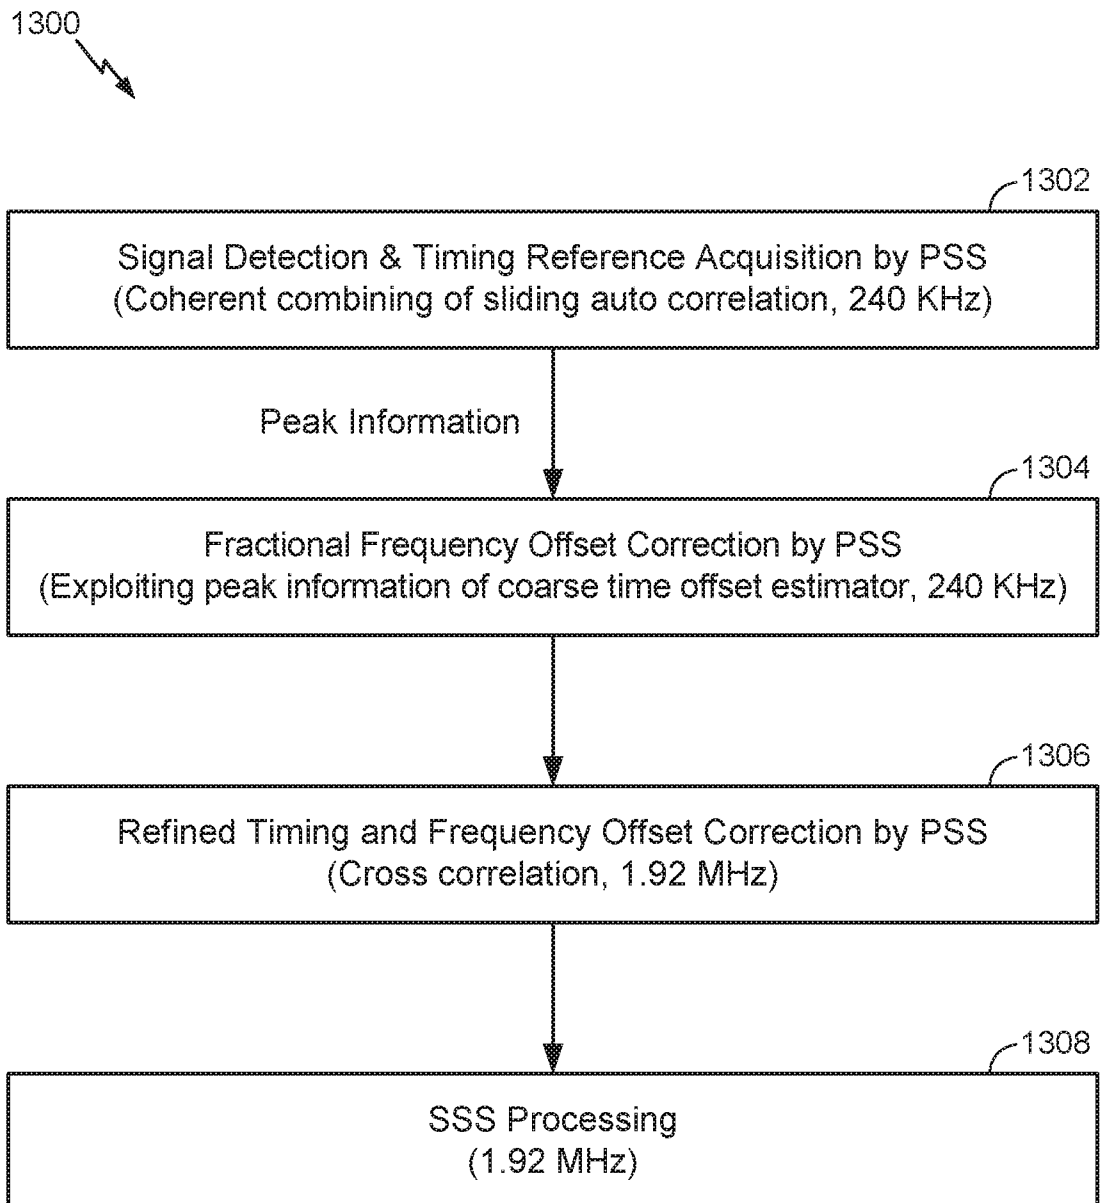 1300
1302
Signal Detection & Timing Reference Acquisition by PSS
(Coherent combining of sliding auto correlation, 240 KHz)
Peak Information
1304
Fractional Frequency Offset Correction by PSS
(Exploiting peak information of coarse time offset estimator, 240 KHz)
1306
Refined Timing and Frequency Offset Correction by PSS
(Cross correlation, 1.92 MHz)
1308
SSS Processing
(1.92 MHz)